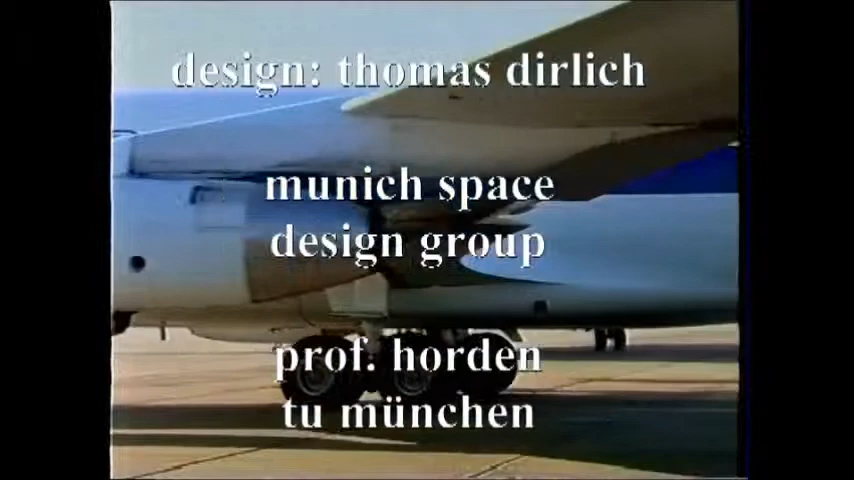 design: thomas dirlich
munich space
design group
prof. horden
tu münchen